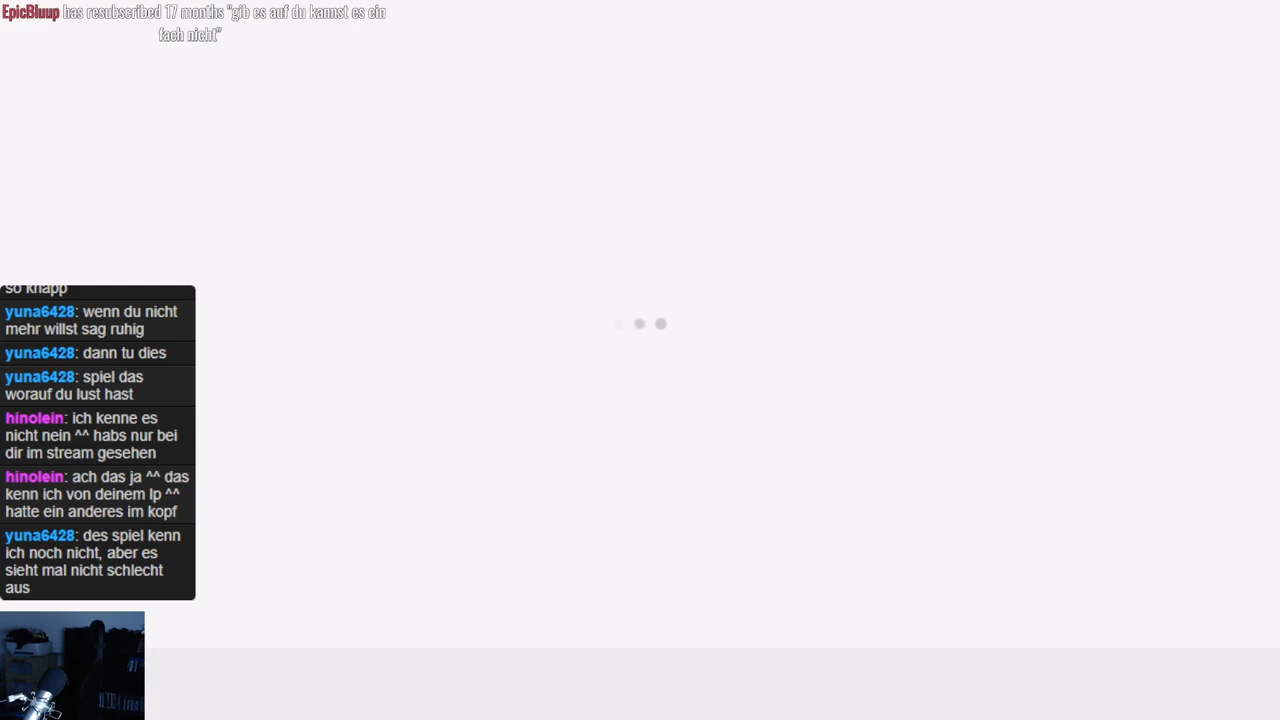 EpicBluup has resubscribed 17 months "gib es auf du kannst es ein
fach nicht"
so knapp
yuna6428: wenn du nicht
mehr willst sag ruhig
yuna6428: dann tu dies
yuna6428: spiel das
worauf du lust hast
hinolein: ich kenne es
nicht nein ^^ habs nur bei
dir im stream gesehen
hinolein: ach das ja ^^ das
kenn ich von deinem lp ^^
hatte ein anderes im kopf
yuna6428: des spiel kenn
ich noch nicht, aber es
sieht mal nicht schlecht
aus